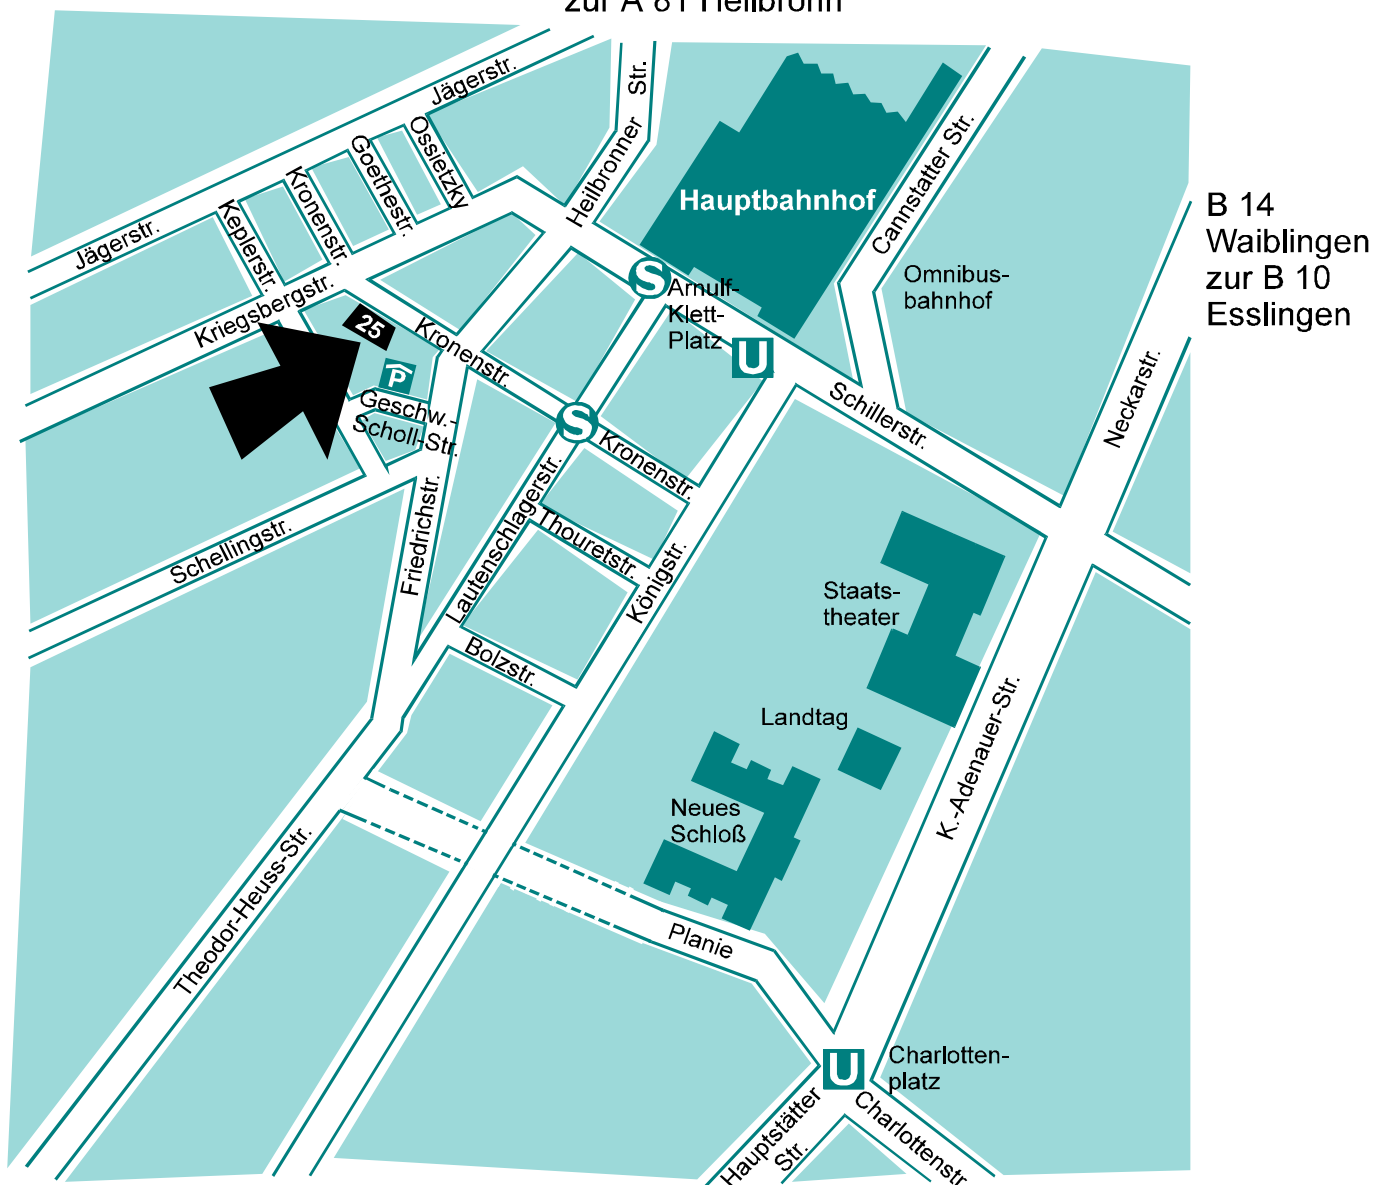 zur A 81 Heilbronn
Jägerstr.
Str.
Ossietzky
Goethestr.
Kronenstr.
Keplerstr.
Jägerstr.
Heilbronner
Hauptbahnhof
Cannstatter Str.
B 14
Waiblingen
zur B 10
Esslingen
Omnibus-
bahnhof
S
Arnulf-
Klett-
Platz
U
Kriegsbergstr.
25
Kronenstr.
P
Geschw.-
Scholl-Str.
S
Kronenstr.
Schillerstr.
Neckarstr.
Schellingstr.
Friedrichstr.
Lautenschlagerstr.
Thouretstr.
Königstr.
Bolzstr.
Staats-
theater
Landtag
Neues
Schloß
K.-Adenauer-Str.
Theodor-Heuss-Str.
Planie
U
Charlotten-
platz
Hauptstätter
Str.
Charlottenstr